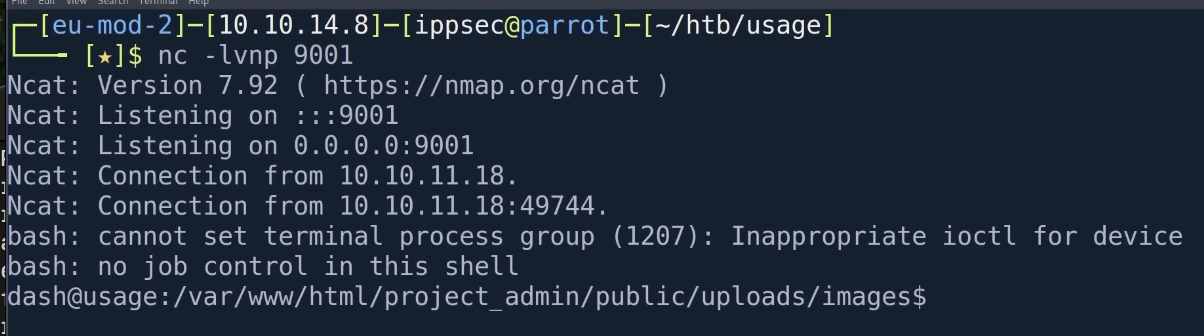 File Edit View Search Terminal Help
┌─[eu-mod-2]─[10.10.14.8]─[ippsec@parrot]─[~/htb/usage]
└──╼ [★]$ nc -lvnp 9001
Ncat: Version 7.92 ( https://nmap.org/ncat )
Ncat: Listening on :::9001
Ncat: Listening on 0.0.0.0:9001
Ncat: Connection from 10.10.11.18.
Ncat: Connection from 10.10.11.18:49744.
bash: cannot set terminal process group (1207): Inappropriate ioctl for device
bash: no job control in this shell
dash@usage:/var/www/html/project_admin/public/uploads/images$